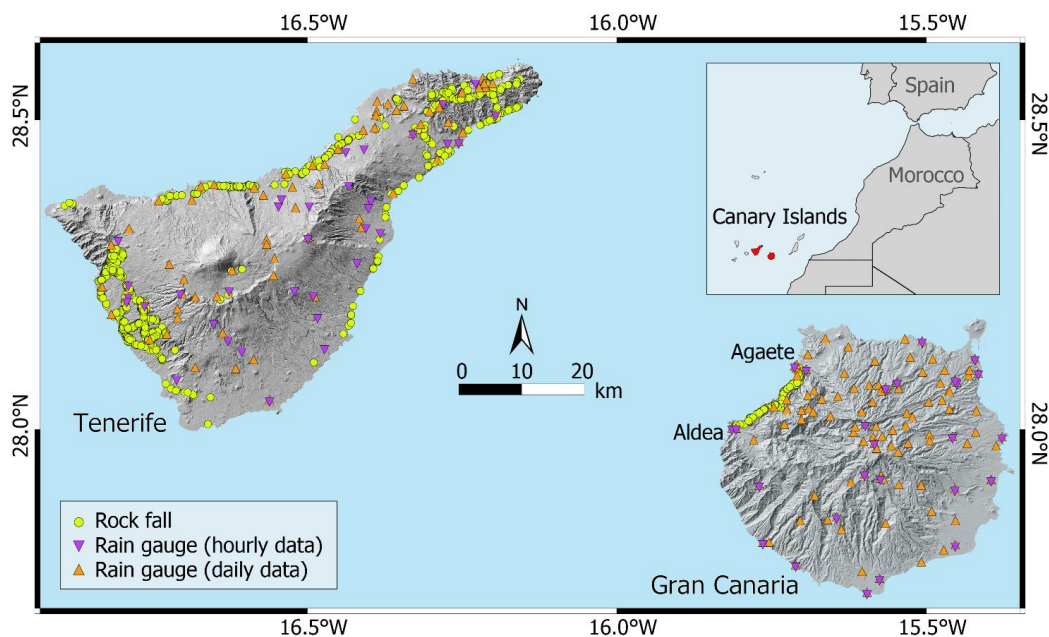 16.5°W 16.0°W 15.5°W
28.5°N 28.5°N
Spain
Morocco
Canary Islands
N
0 10 20
km
Agaete
Tenerife
28.0°N 28.0°N
Aldea
Rock fall
Rain gauge (hourly data)
Rain gauge (daily data)
Gran Canaria
16.5°W 16.0°W 15.5°W